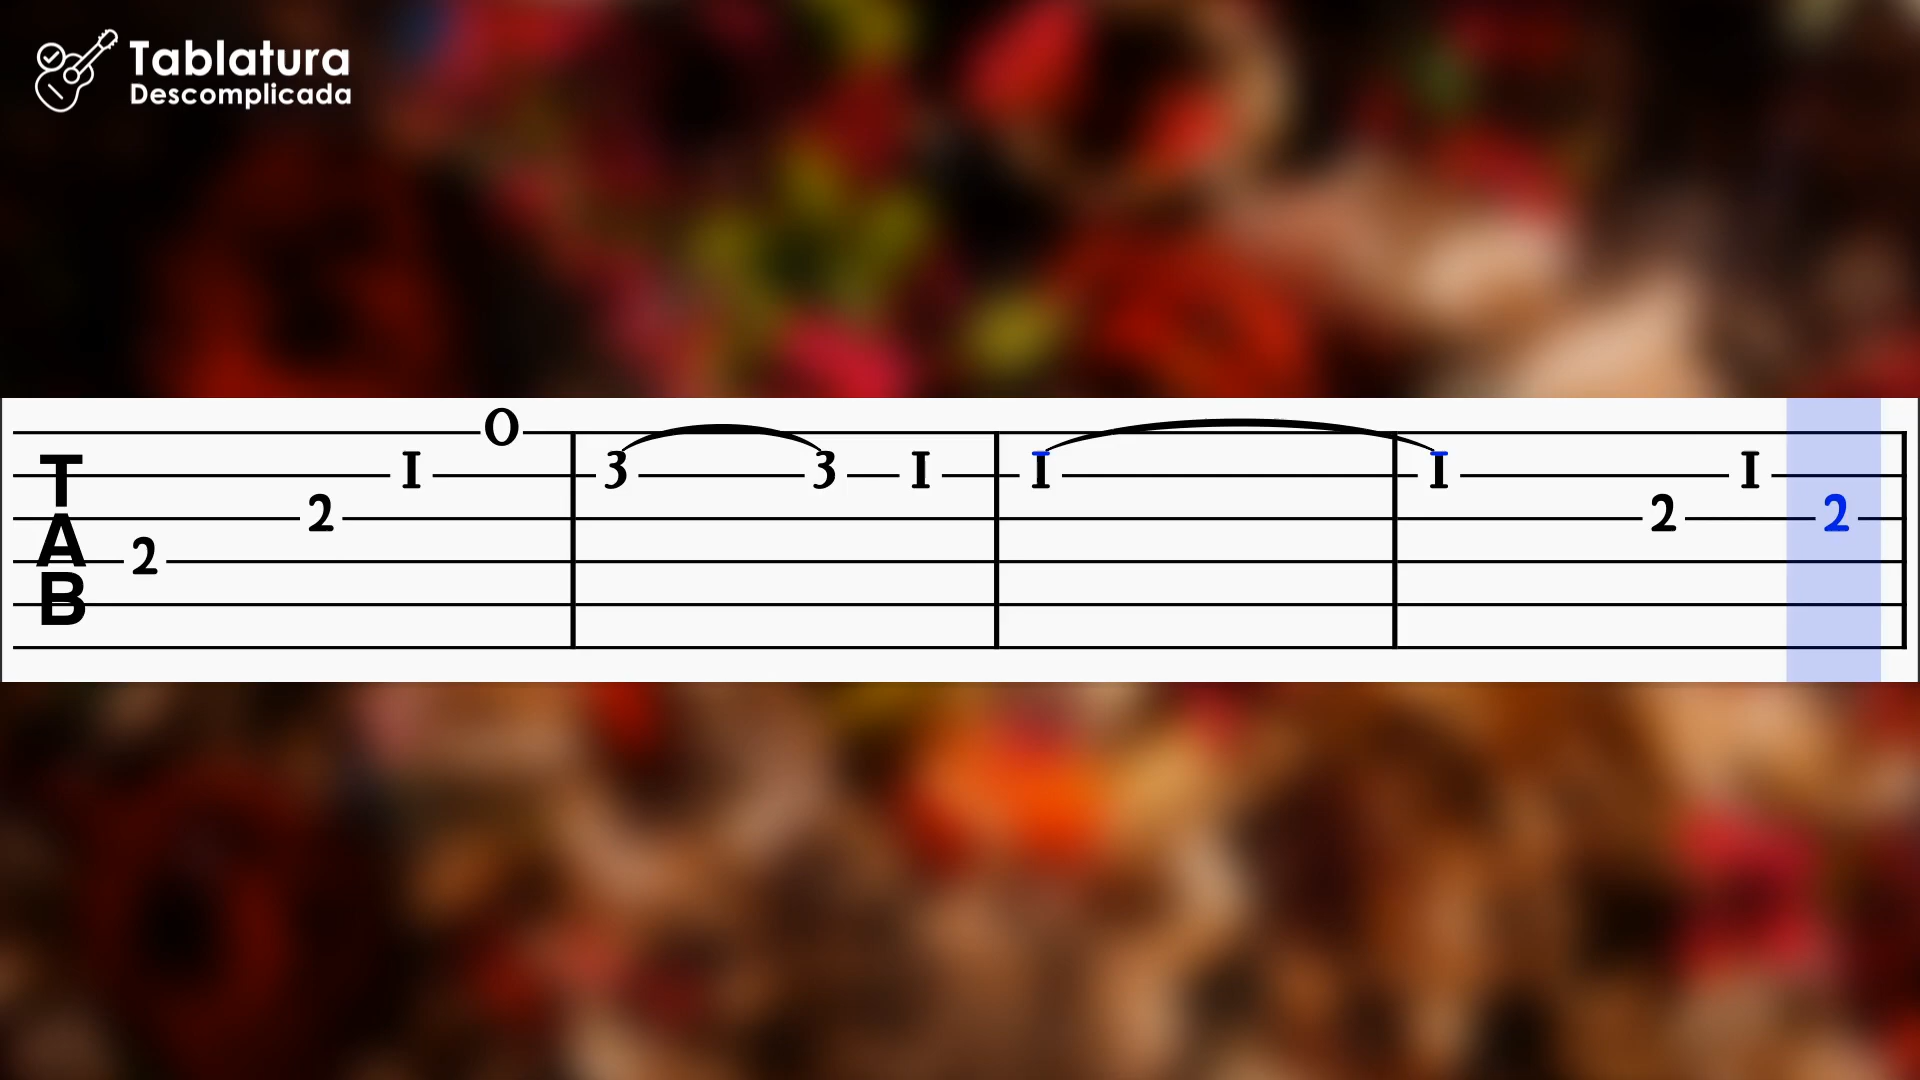 Tablatura
Descomplicada
T
A
B
2 2 1 0 3 3 1 1 1 2 1 2